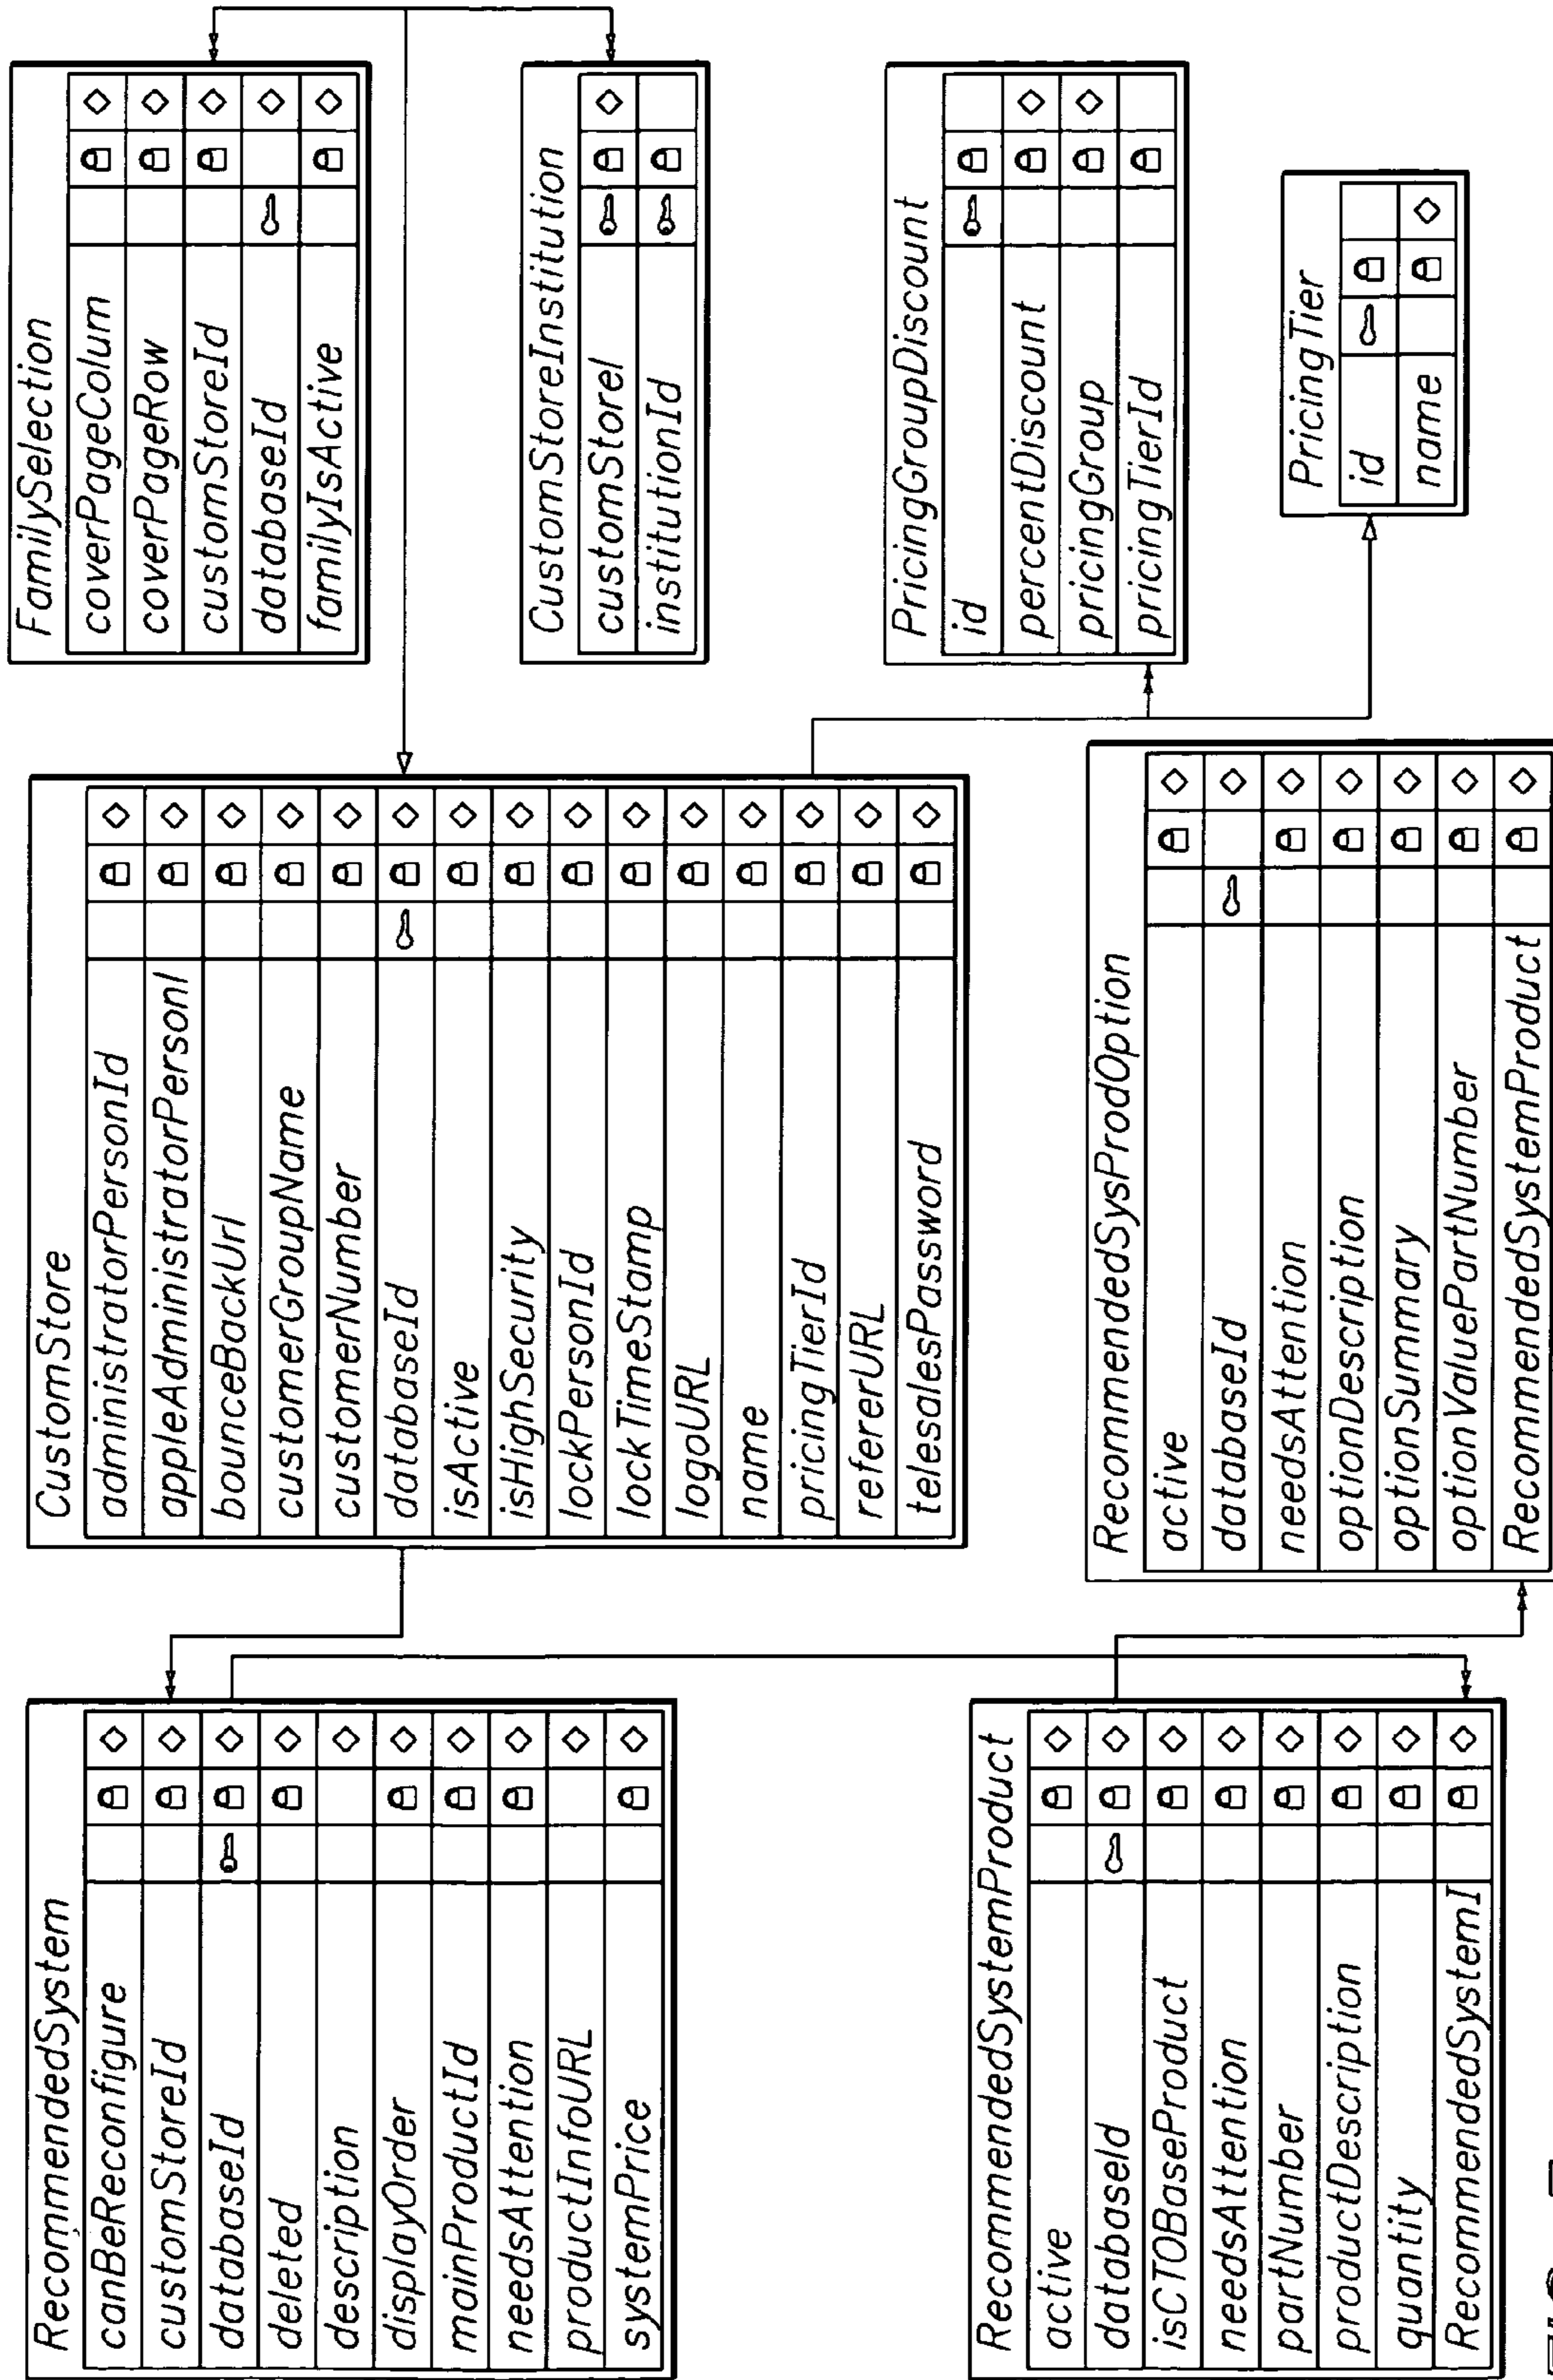 RecommendedSystem
canBeReconfigure
customStoreId
databaseId
deleted
description
displayOrder
mainProductId
needsAttention
productInfoURL
systemPrice
CustomStore
administratorPersonId
appleAdministratorPersonI
bounceBackUrl
customerGroupName
customerNumber
databaseId
isActive
isHighSecurity
lockPersonId
lockTimeStamp
logoURL
name
pricingTierId
refererURL
telesalesPassword
FamilySelection
coverPageColum
coverPageRow
customStoreId
databaseId
familyIsActive
CustomStoreInstitution
customStoreI
institutionId
PricingGroupDiscount
id
percentDiscount
pricingGroup
pricingTierId
PricingTier
id
name
RecommendedSystemProduct
active
databaseId
isCTOBaseProduct
needsAttention
partNumber
productDescription
quantity
RecommendedSystemI
RecommendedSysProdOption
active
databaseId
needsAttention
optionDescription
optionSummary
optionValuePartNumber
RecommendedSystemProduct